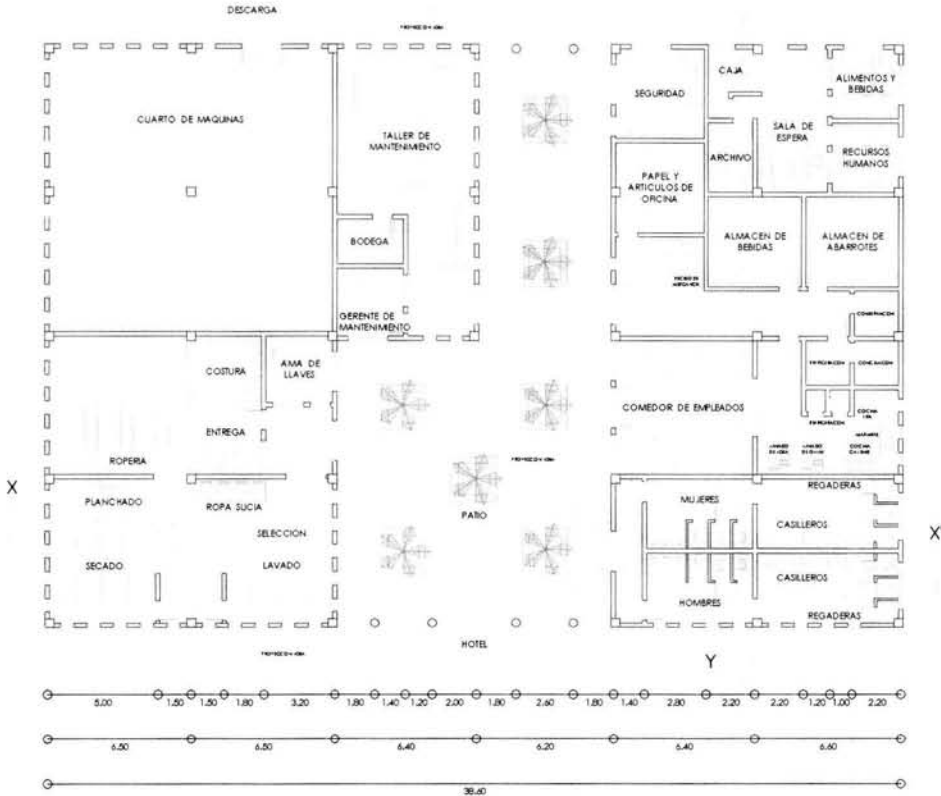 DESCARGA
CUARTO DE MAQUINAS
TALLER DE
MANTENIMIENTO
BODEGA
GERENTE DE
MANTENIMIENTO
SEGURIDAD
CAJA
ALIMENTOS Y
BEBIDAS
SALA DE
ESPERA
ARCHIVO
RECURSOS
HUMANOS
PAPEL Y
ARTICULOS DE
OFICINA
ALMACEN DE
BEBIDAS
ALMACEN DE
ABARROTES
COSTURA
AMA DE
LLAVES
ENTREGA
ROPERIA
COMEDOR DE EMPLEADOS
X
PLANCHADO
ROPA SUCIA
SELECCION
SECADO
LAVADO
PATIO
MUJERES
REGADERAS
CASILLEROS
X'
CASILLEROS
HOMBRES
REGADERAS
HOTEL
Y
5.00 1.50 1.50 1.80 3.20 1.80 1.40 1.20 2.00 1.80 2.60 1.80 1.40 2.80 2.20 2.20 1.20 1.00 2.20
6.50 6.50 6.40 6.20 6.40 6.60
38.60